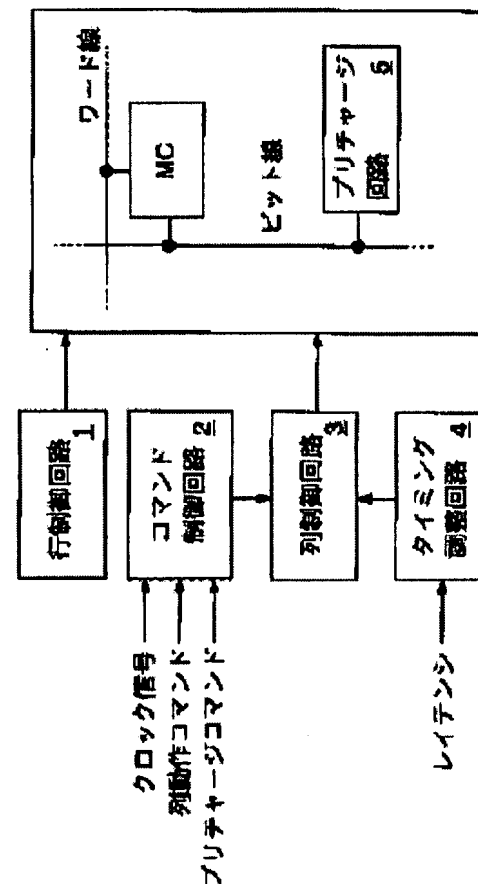 行制御回路 1
クロック信号
列動作コマンド
プリチャージコマンド
コマンド
制御回路 2
列制御回路 3
レイテンシ
タイミング
調整回路 4
ワード線
MC
ビット線
プリチャージ
回路 5